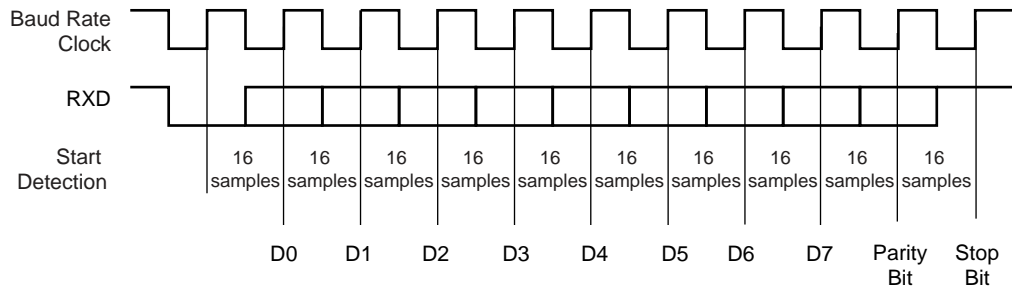 Baud Rate
Clock
RXD
Start
Detection
16 16 16 16 16 16 16 16 16 16
samples samples samples samples samples samples samples samples samples samples
D0 D1 D2 D3 D4 D5 D6 D7 Parity Stop
Bit Bit